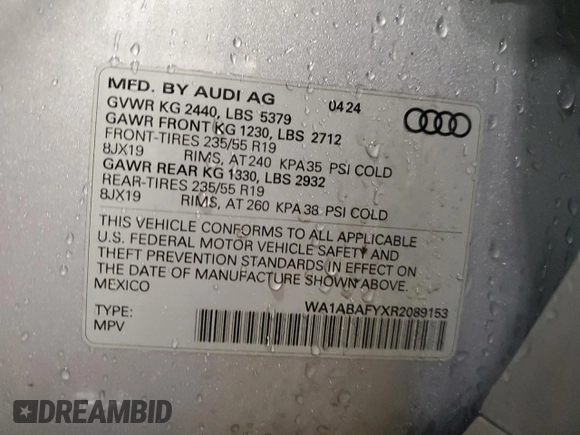 MFD. BY AUDI AG 04 24
GVWR KG 2440, LBS 5379
GAWR FRONT KG 1230, LBS 2712
FRONT-TIRES 235/55 R19
8JX19 RIMS, AT 240 KPA 35 PSI COLD
GAWR REAR KG 1330, LBS 2932
REAR-TIRES 235/55 R19
8JX19 RIMS, AT 260 KPA 38 PSI COLD
THIS VEHICLE CONFORMS TO ALL APPLICABLE
U.S. FEDERAL MOTOR VEHICLE SAFETY AND
THEFT PREVENTION STANDARDS IN EFFECT ON
THE DATE OF MANUFACTURE SHOWN ABOVE.
MEXICO
WA1ABAFYXR2089153
TYPE:
MPV
DREAMBID